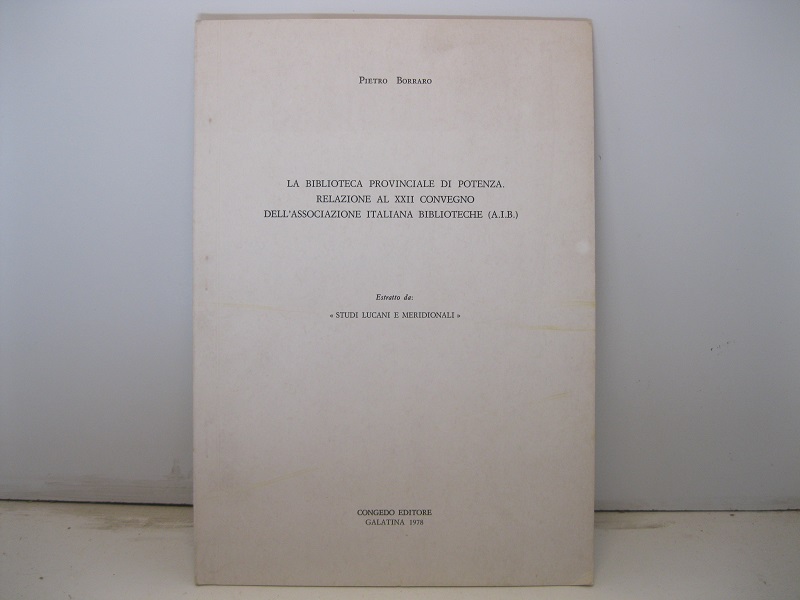 PIETRO BORRARO
LA BIBLIOTECA PROVINCIALE DI POTENZA.
RELAZIONE AL XXII CONVEGNO
DELL'ASSOCIAZIONE ITALIANA BIBLIOTECHE (A.I.B.)
Estratto da:
« STUDI LUCANI E MERIDIONALI »
CONGEDO EDITORE
GALATINA 1978